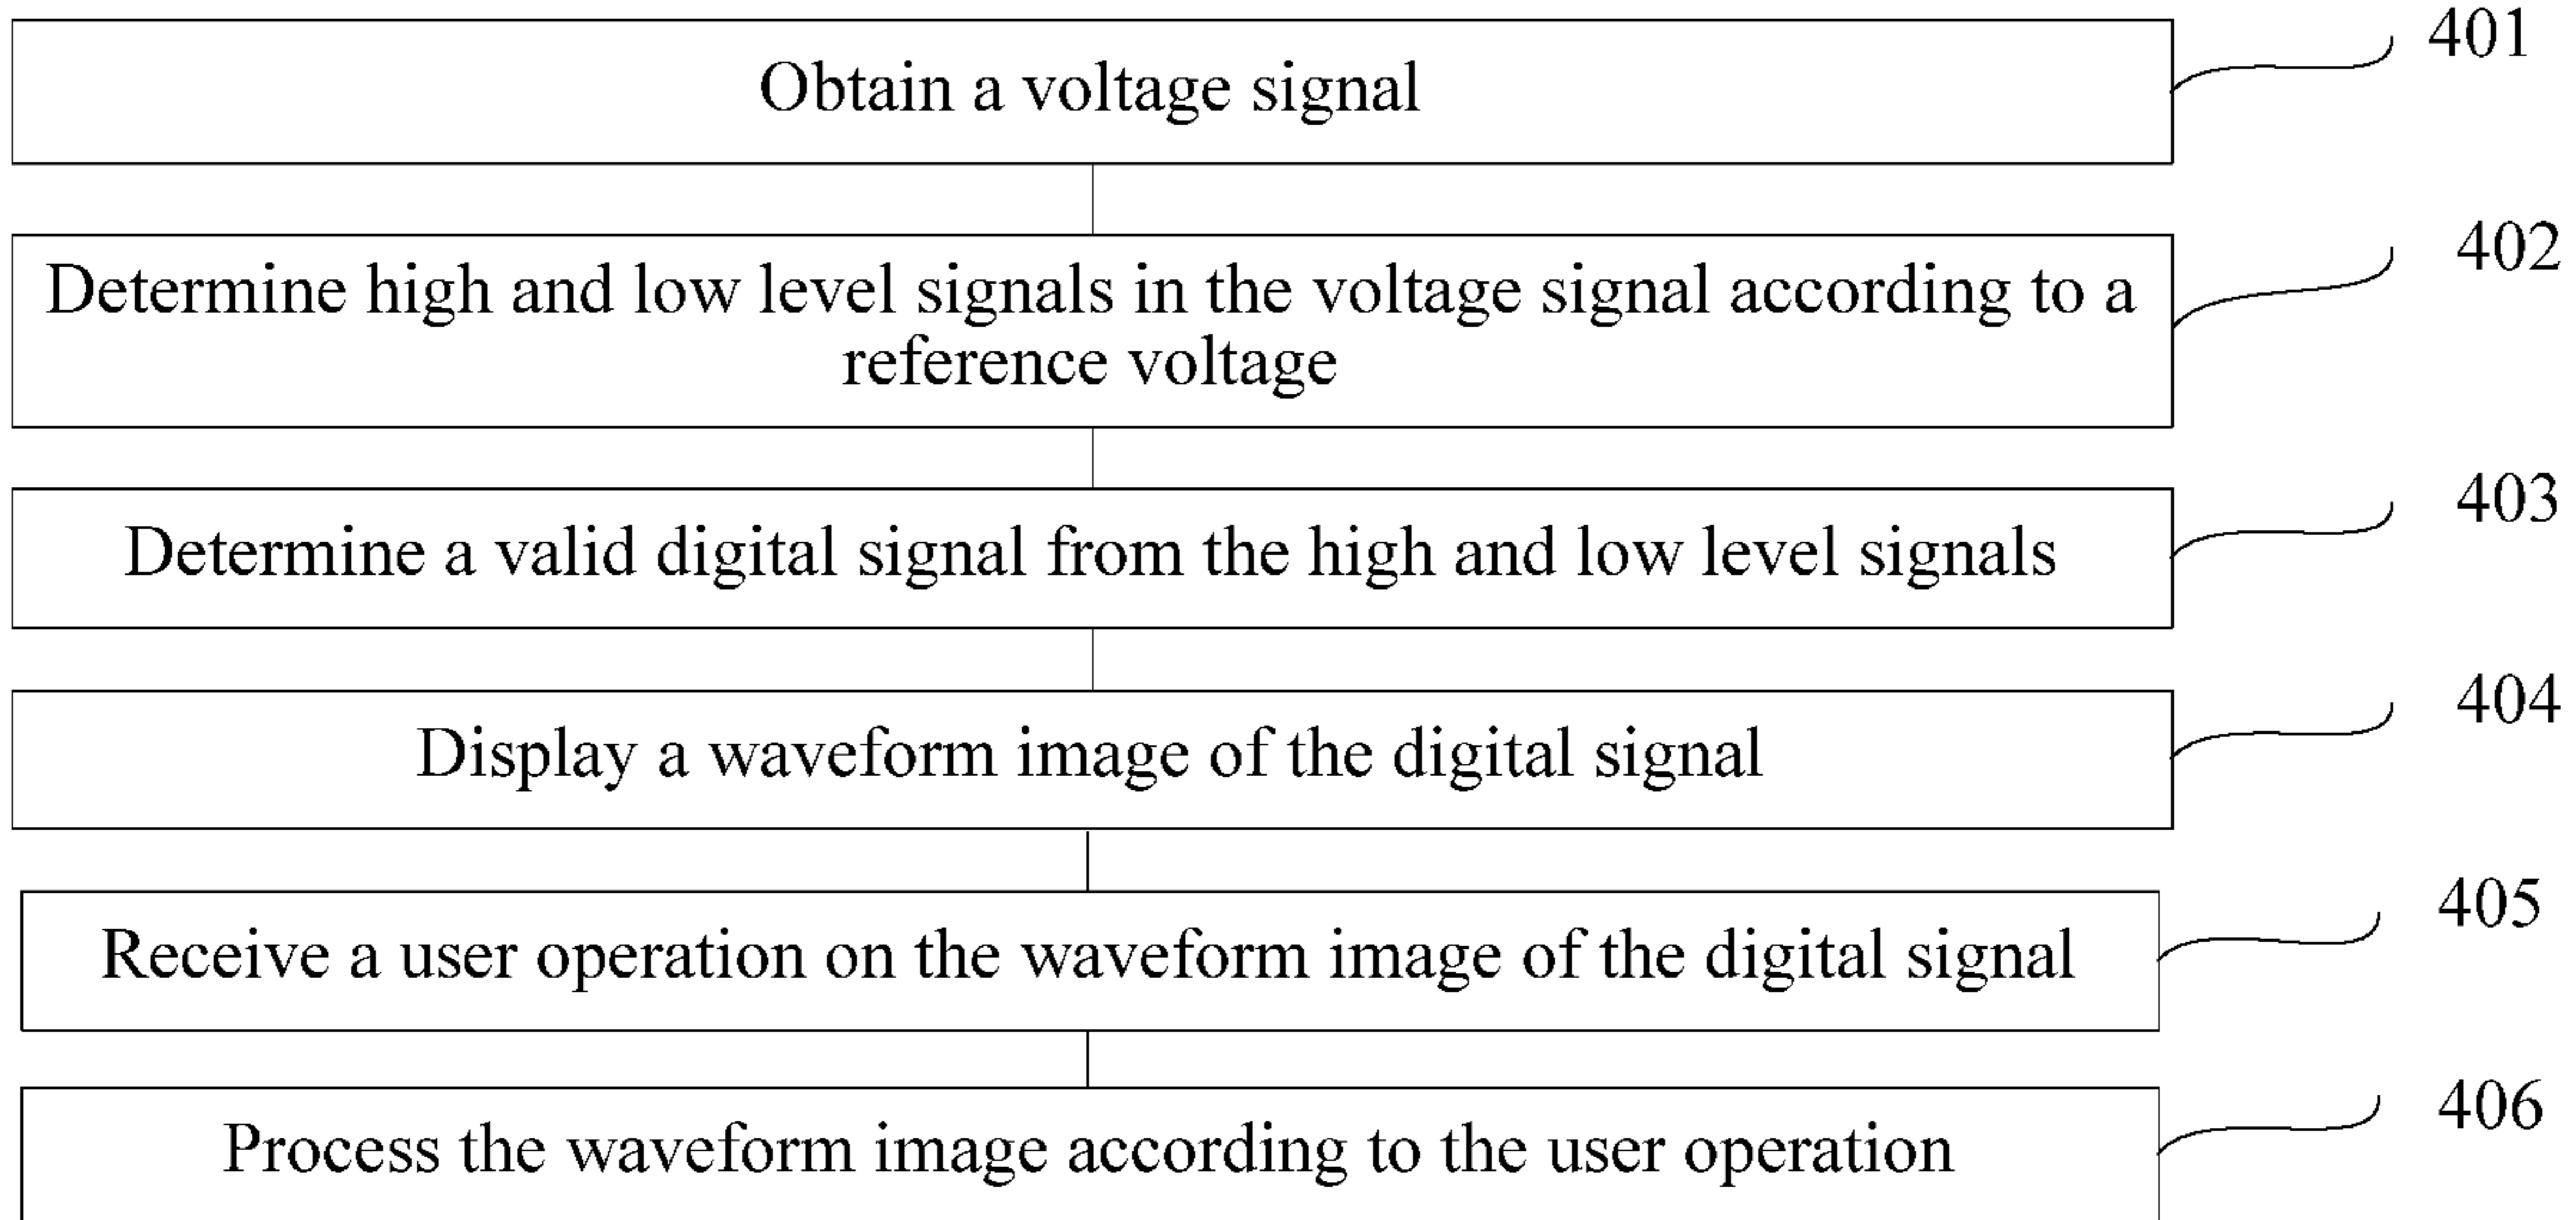 Obtain a voltage signal
401
Determine high and low level signals in the voltage signal according to a
reference voltage
402
Determine a valid digital signal from the high and low level signals
403
Display a waveform image of the digital signal
404
Receive a user operation on the waveform image of the digital signal
405
Process the waveform image according to the user operation
406